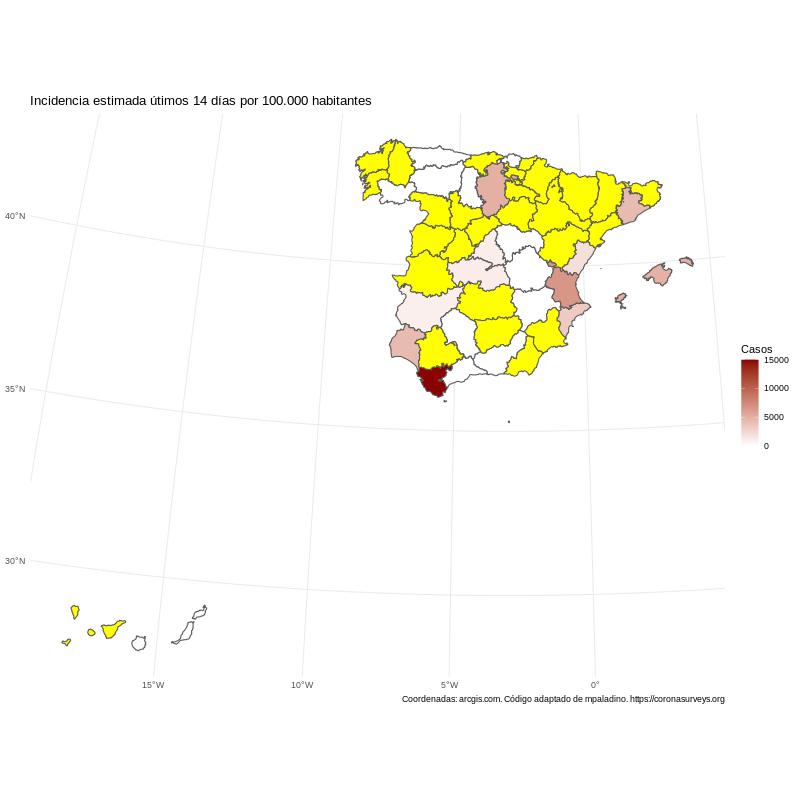 Incidencia estimada útimos 14 días por 100.000 habitantes
40°N
35°N
30°N
15°W
10°W
5°W
0°
Casos
15000
10000
5000
0
Coordenadas: arcgis.com. Código adaptado de mpaladino. https://coronasurveys.org